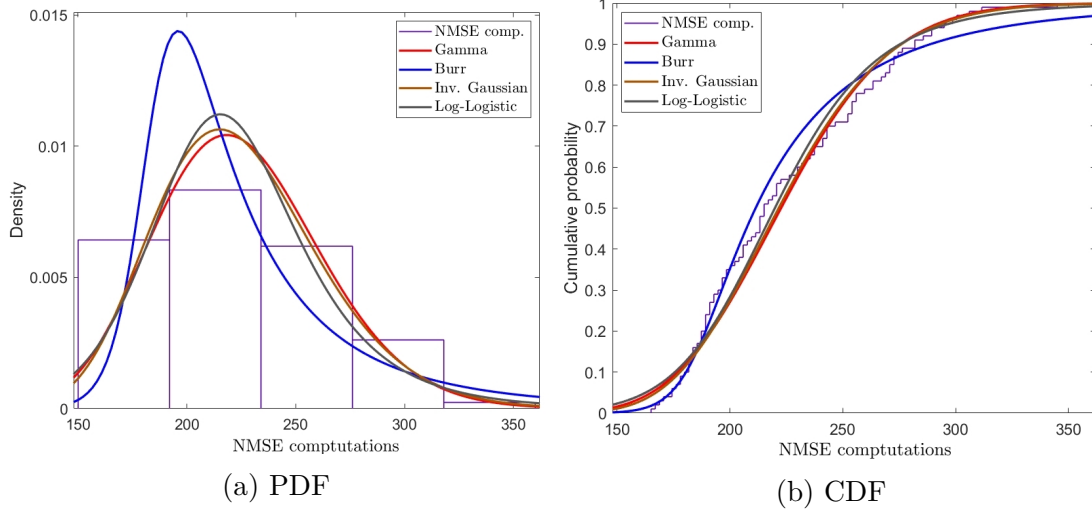 0.015
0.01
0.005
0
Density
150
200
250
300
350
NMSE comptutations
NMSE comp.
Gamma
Burr
Inv. Gaussian
Log-Logistic
(a) PDF
1
0.9
0.8
0.7
0.6
0.5
0.4
0.3
0.2
0.1
0
Cumulative probability
150
200
250
300
350
NMSE comptutations
NMSE comp.
Gamma
Burr
Inv. Gaussian
Log-Logistic
(b) CDF